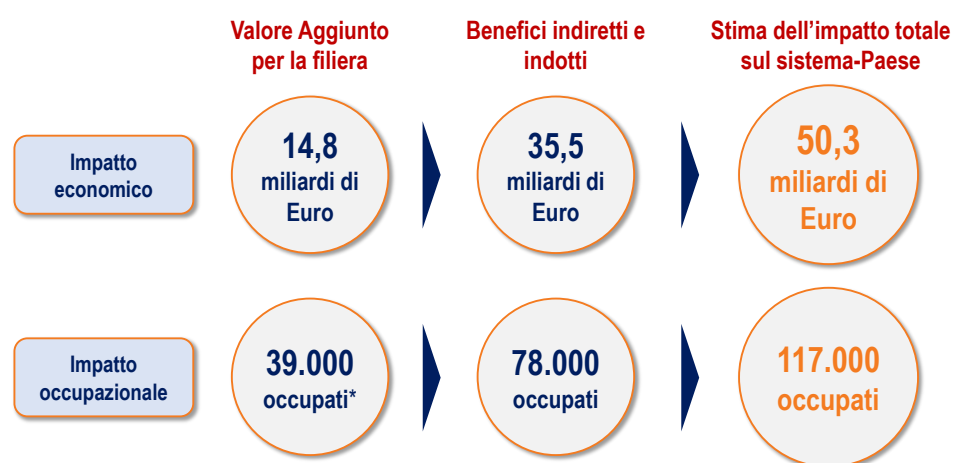 Valore Aggiunto
per la filiera
Benefici indiretti e
indotti
Stima dell'impatto totale
sul sistema-Paese
Impatto
economico
14,8
miliardi di
Euro
35,5
miliardi di
Euro
50,3
miliardi di
Euro
Impatto
occupazionale
39.000
occupati*
78.000
occupati
117.000
occupati